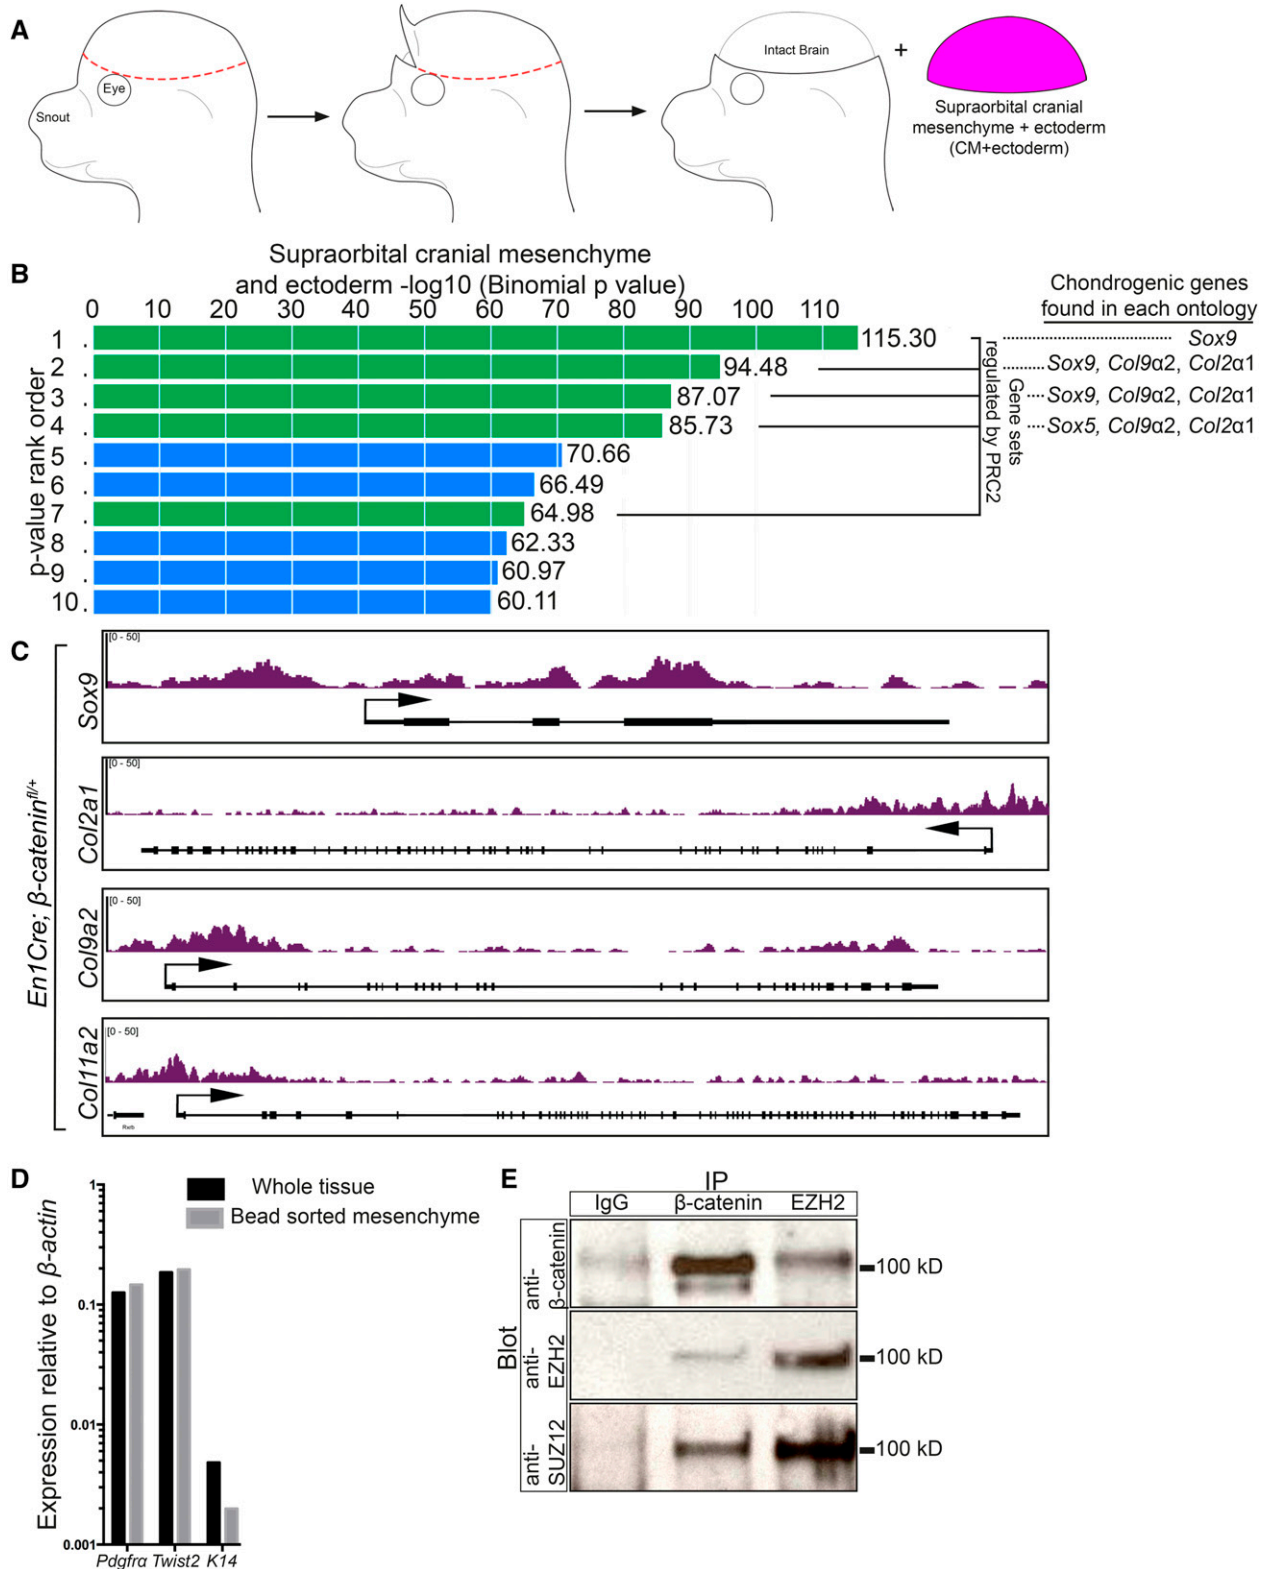 A
Snout
Eye
Intact Brain
+
Supraorbital cranial
mesenchyme + ectoderm
(CM+ectoderm)
B
Supraorbital cranial mesenchyme
and ectoderm -log10 (Binomial p value)
0 10 20 30 40 50 60 70 80 90 100 110
p-value rank order
1 . 115.30
2 . 94.48
3 . 87.07
4 . 85.73
5 . 70.66
6 . 66.49
7 . 64.98
8 . 62.33
9 . 60.97
10 . 60.11
Gene sets
regulated by PRC2
Chondrogenic genes
found in each ontology
Sox9
Sox9, Col9α2, Col2α1
Sox9, Col9α2, Col2α1
Sox5, Col9α2, Col2α1
C
En1Cre; β-catenin fl/+
Sox9
[0 - 50]
Col2a1
[0 - 50]
Col9a2
[0 - 50]
Col11a2
[0 - 50]
D
Whole tissue
Bead sorted mesenchyme
Expression relative to β-actin
1
0.1
0.01
0.001
Pdgfrα Twist2 K14
E
IP
IgG β-catenin EZH2
Blot
anti-
β-catenin
100 kD
anti-
EZH2
100 kD
anti-
SUZ12
100 kD